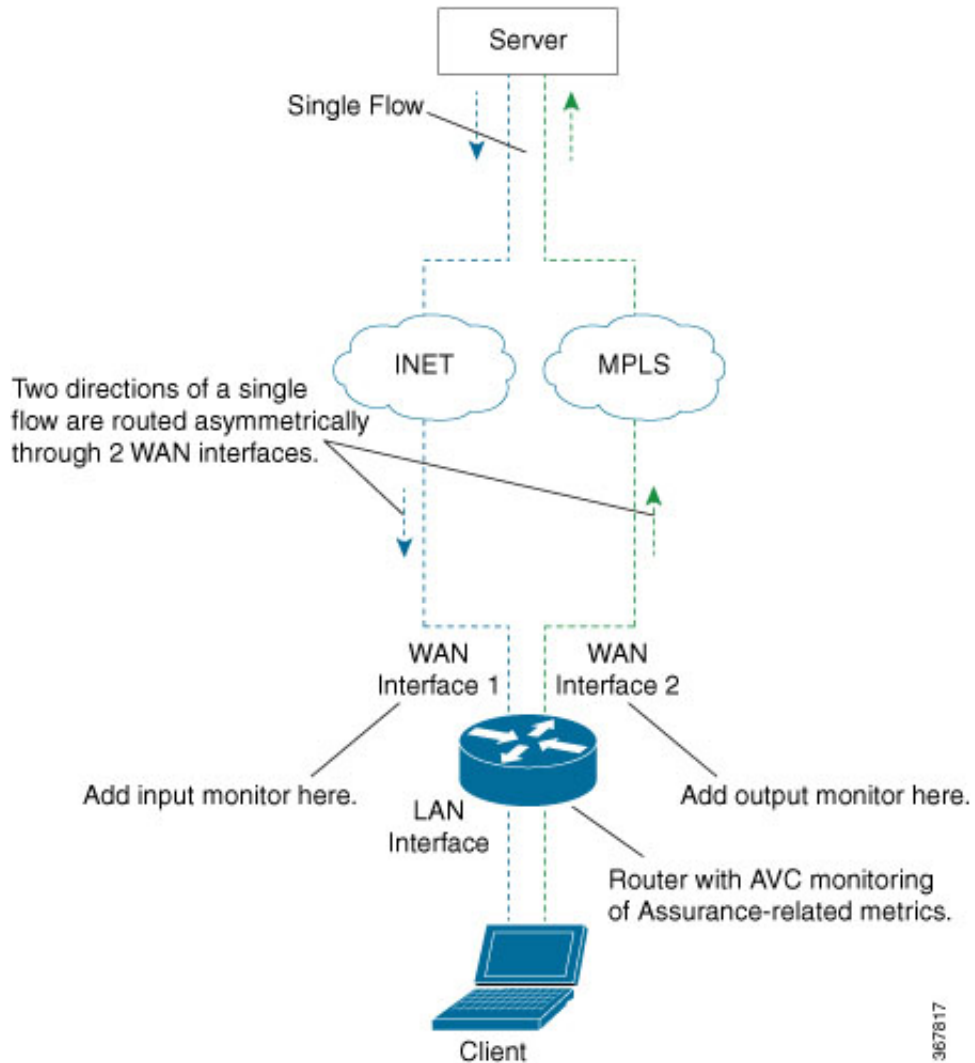 Server
Single Flow
INET
MPLS
Two directions of a single
flow are routed asymmetrically
through 2 WAN interfaces.
WAN
Interface 1
WAN
Interface 2
Add input monitor here.
Add output monitor here.
LAN
Interface
Router with AVC monitoring
of Assurance-related metrics.
Client
367817